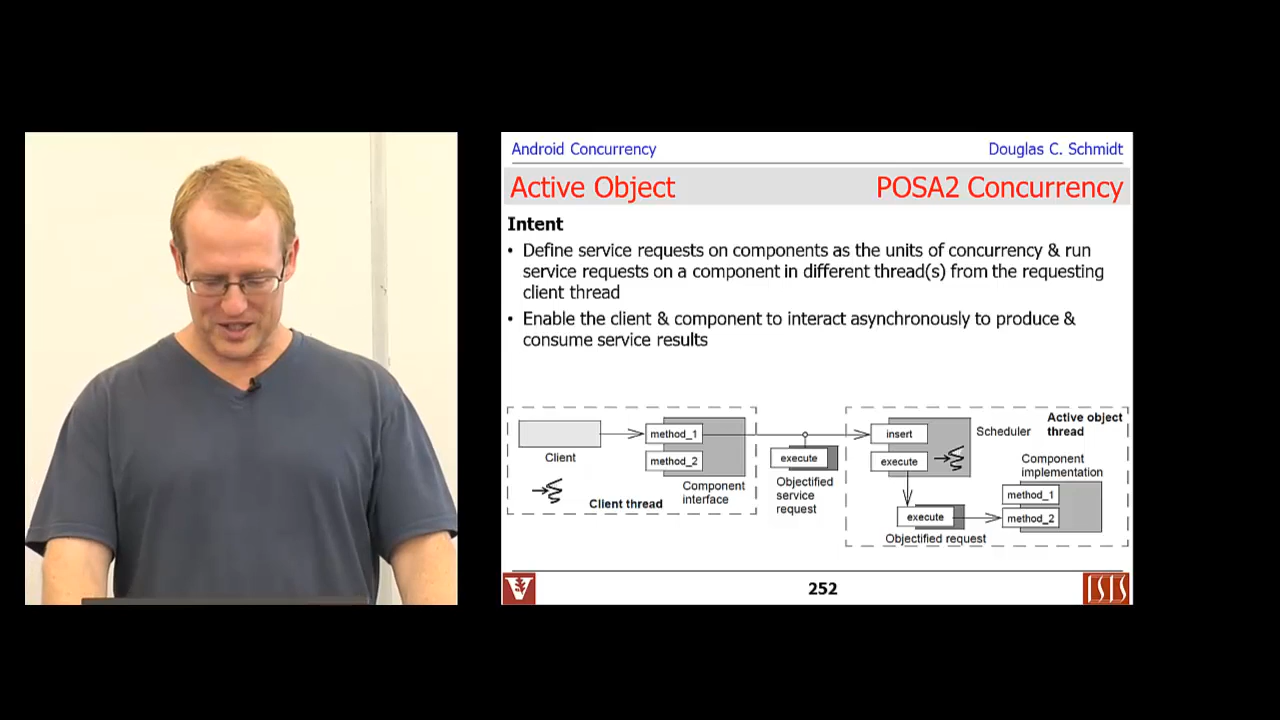 Android Concurrency
Douglas C. Schmidt
Active Object
POSA2 Concurrency
Intent
• Define service requests on components as the units of concurrency & run
service requests on a component in different thread(s) from the requesting
client thread
• Enable the client & component to interact asynchronously to produce &
consume service results
Client
Client thread
method_1
method_2
Component
interface
execute
Objectified
service
request
insert
execute
Scheduler
Active object
thread
Component
implementation
method_1
method_2
execute
Objectified request
252
V
ISIS